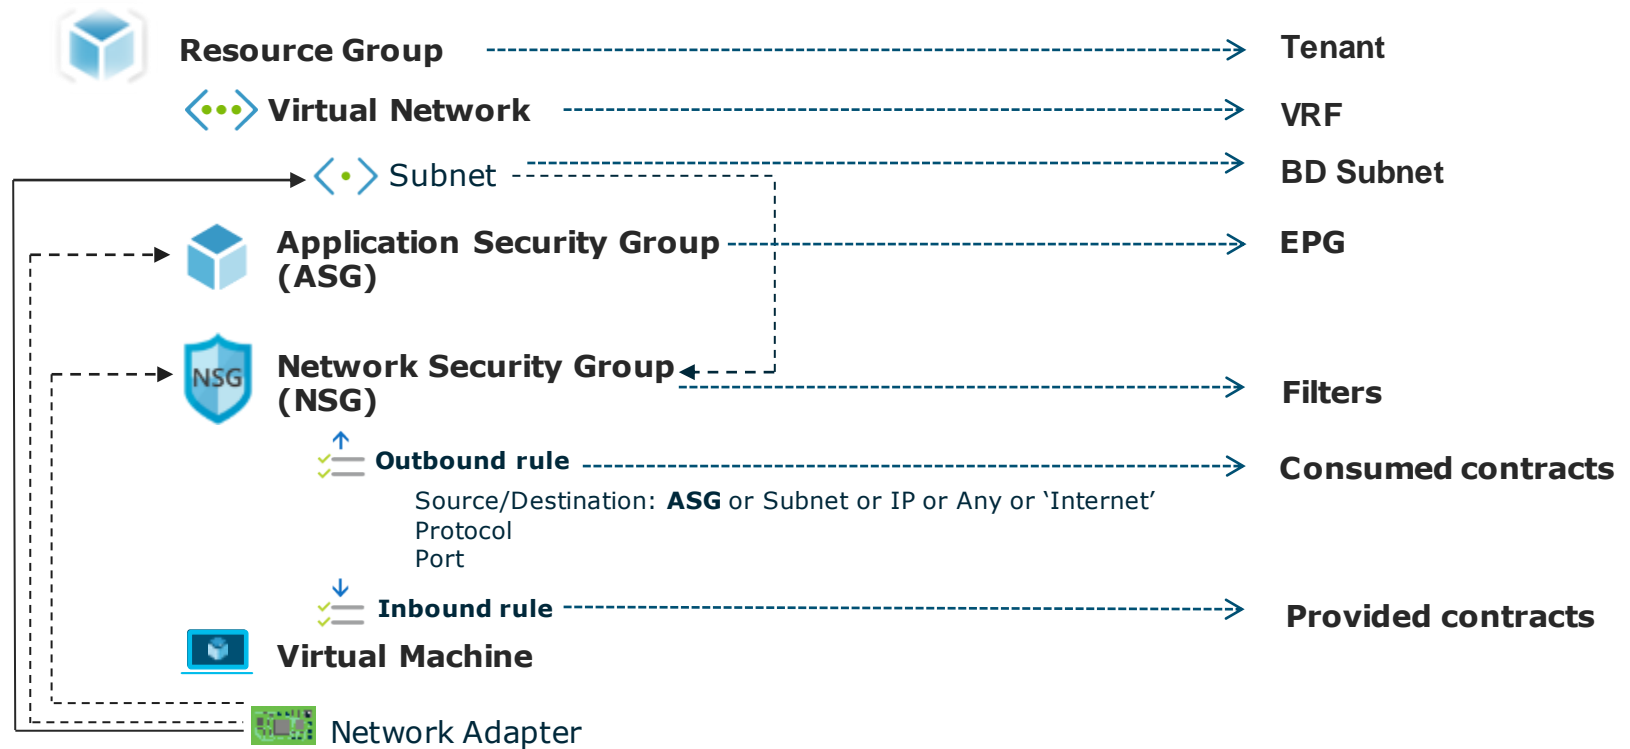 Resource Group
Tenant
Virtual Network
VRF
Subnet
BD Subnet
Application Security Group
(ASG)
EPG
NSG
Network Security Group
(NSG)
Filters
Outbound rule
Consumed contracts
Source/Destination: ASG or Subnet or IP or Any or ‘Internet’
Protocol
Port
Inbound rule
Provided contracts
Virtual Machine
Network Adapter